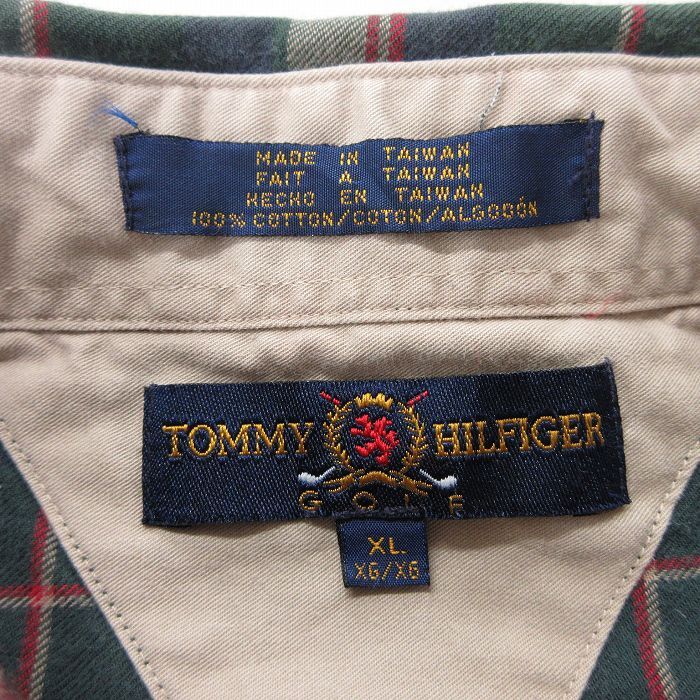 MADE IN TAIWAN
FAIT A TAIWAN
HECHO EN TAIWAN
100% COTTON/COTON/ALGODÓN
TOMMY HILFIGER
GOLF
XL
XG/XG